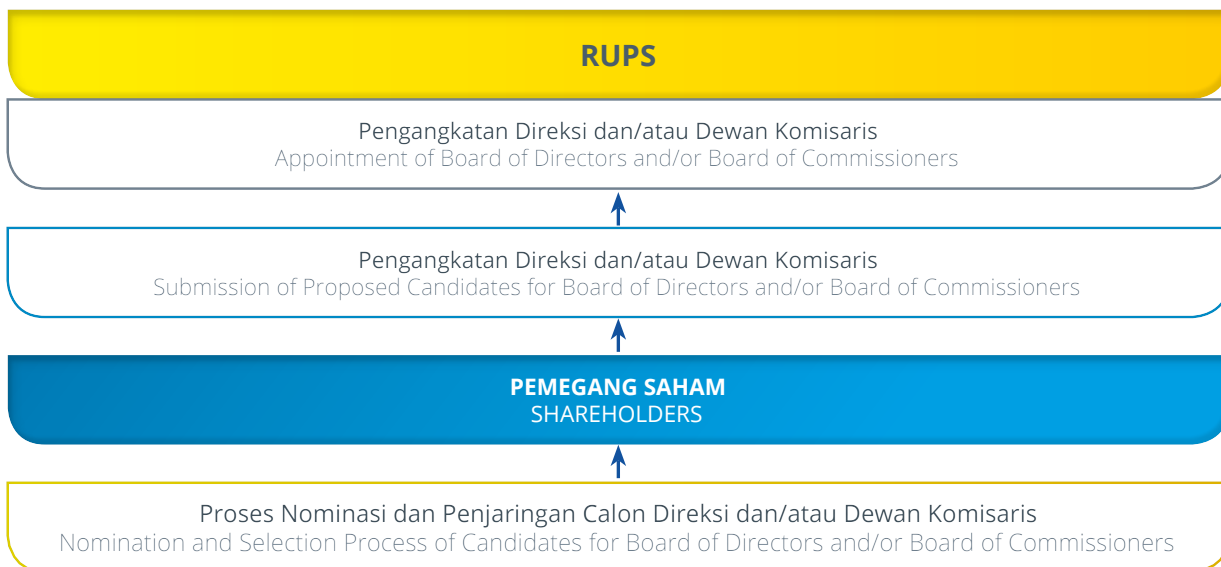 RUPS
Pengangkatan Direksi dan/atau Dewan Komisaris
Appointment of Board of Directors and/or Board of Commissioners
Pengangkatan Direksi dan/atau Dewan Komisaris
Submission of Proposed Candidates for Board of Directors and/or Board of Commissioners
PEMEGANG SAHAM
SHAREHOLDERS
Proses Nominasi dan Penjaringan Calon Direksi dan/atau Dewan Komisaris
Nomination and Selection Process of Candidates for Board of Directors and/or Board of Commissioners